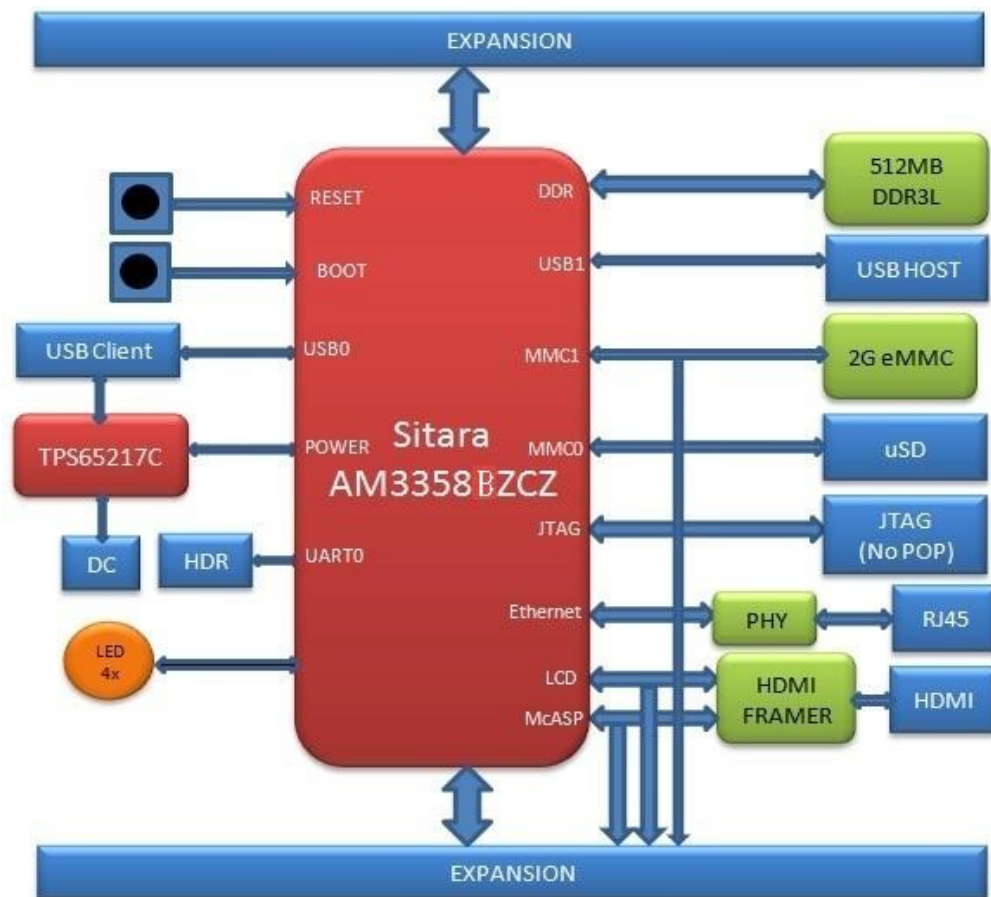 EXPANSION
RESET
BOOT
USB Client
USB0
TPS65217C
POWER
DC
HDR
UART0
LED
4x
Sitara
AM3358BZCZ
DDR
512MB
DDR3L
USB1
USB HOST
MMC1
2G eMMC
MMC0
uSD
JTAG
JTAG
(No POP)
Ethernet
PHY
RJ45
LCD
McASP
HDMI
FRAMER
HDMI
EXPANSION